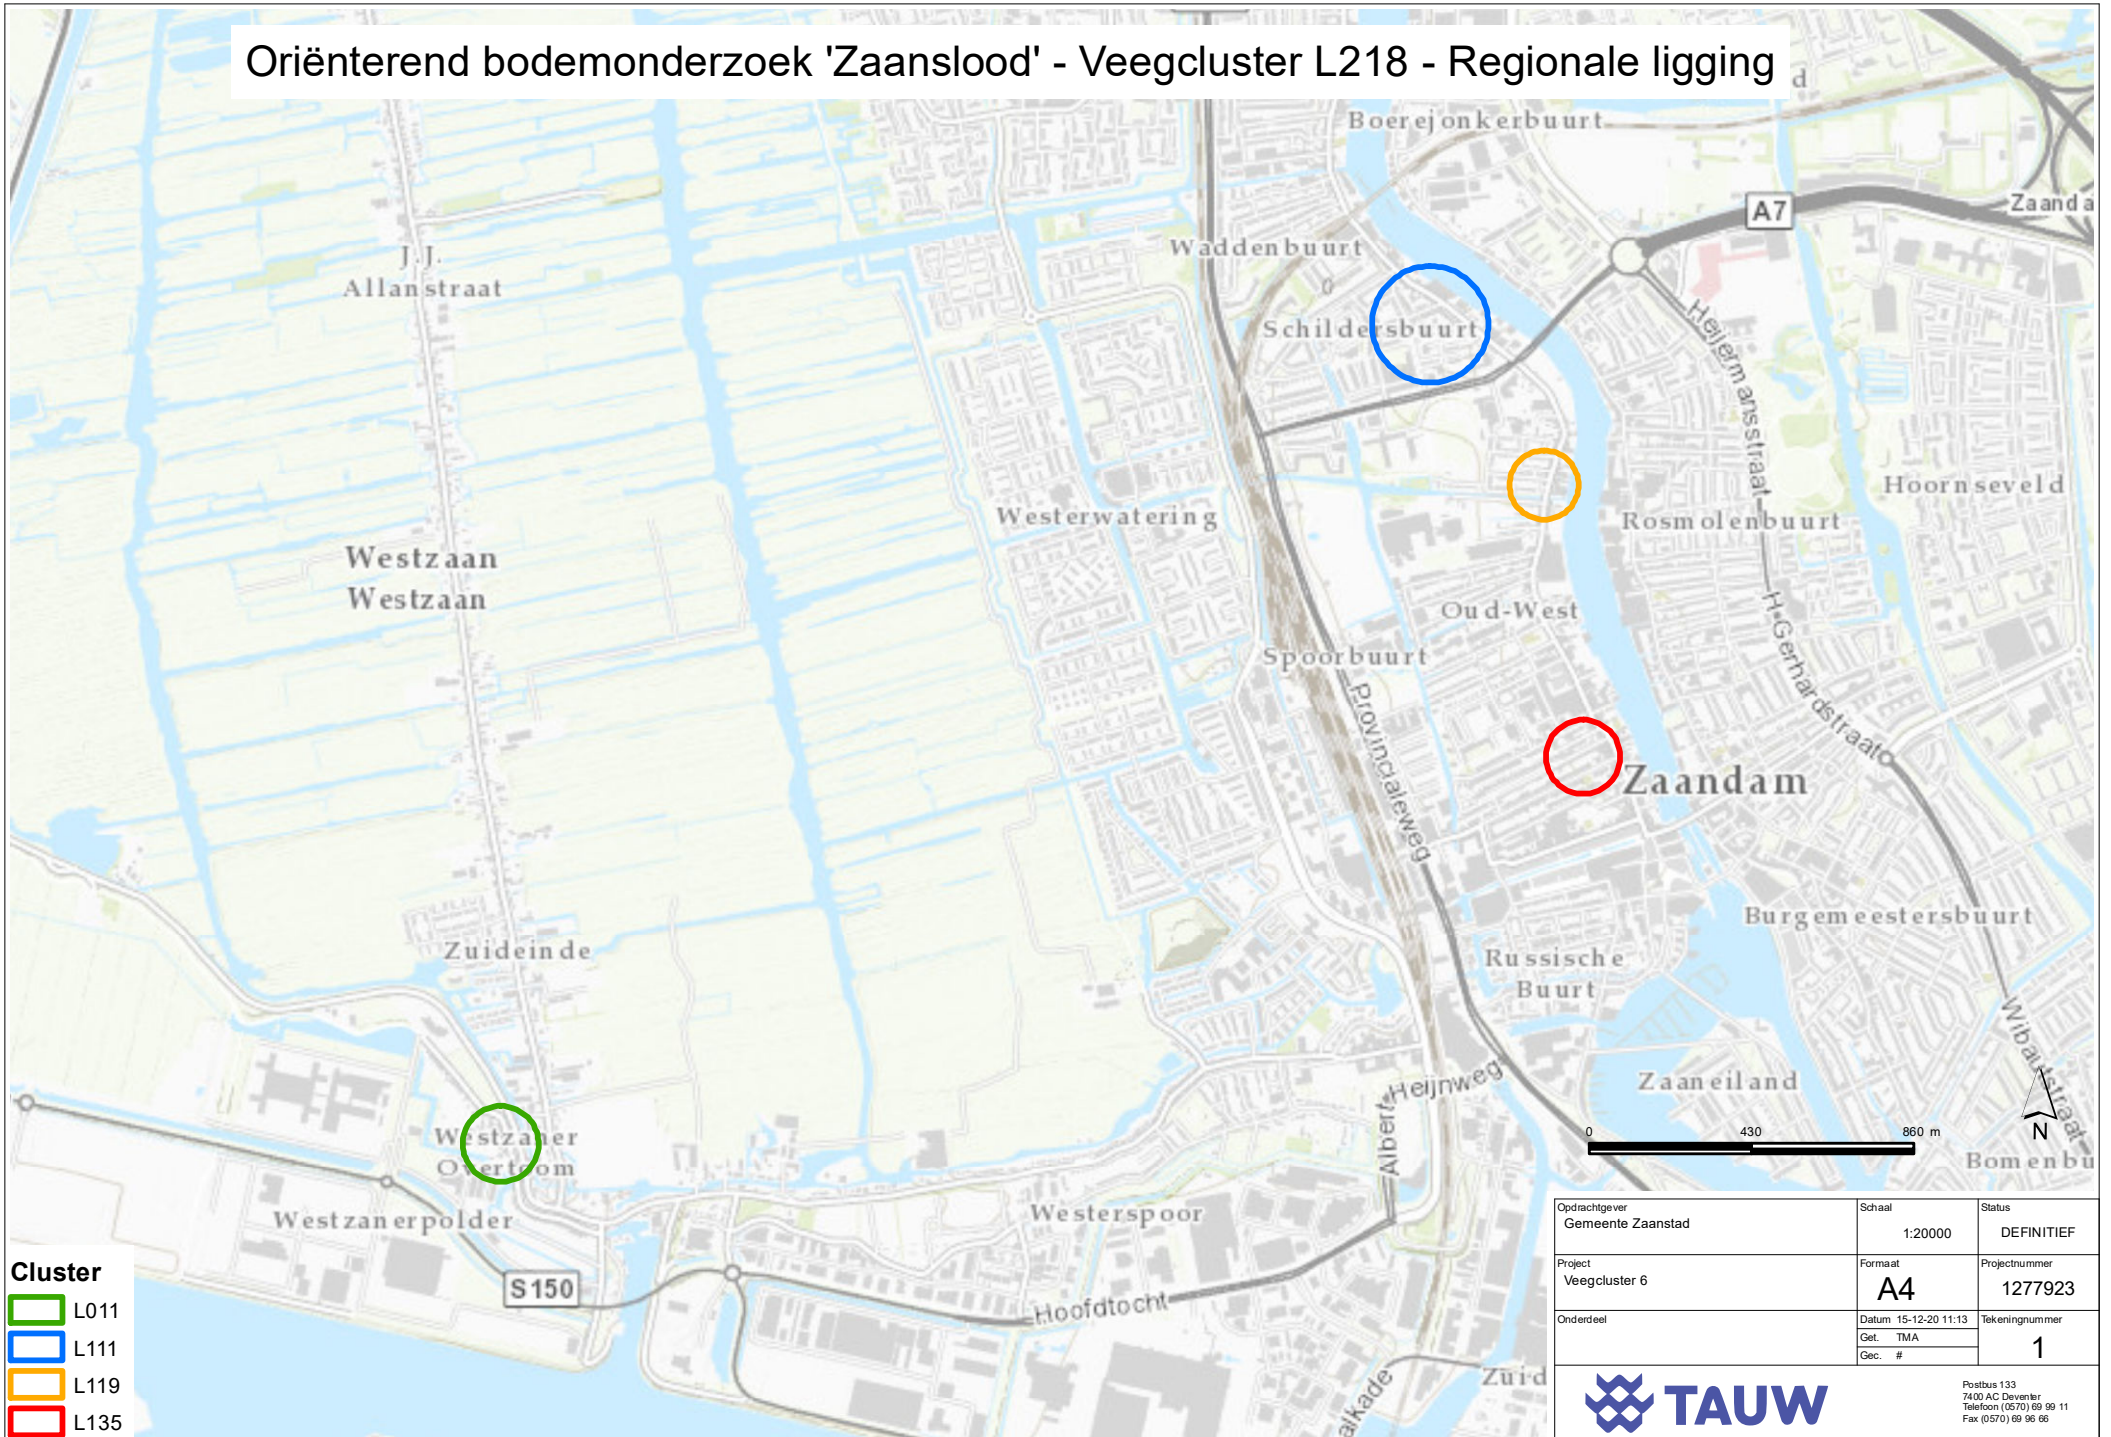 Oriënterend bodemonderzoek 'Zaanslood' - Veegcluster L218 - Regionale ligging
d
Boerejonkerbuurt
A7
Zaanda
J.J.
Allanstraat
Waddenbuurt
Schildersbuurt
Heijermansstraat
Hoornseveld
Westerwatering
Rosmolenbuurt
Westzaan
Westzaan
Oud-West
H. Gerhardstraat
Spoorbuurt
Provincialeweg
Zaandam
Burgemeestersbuurt
Zuideinde
Russische
Buurt
Wibautstraat
Zaaneiland
Albert Heijnweg
Westzaner
Overtoom
0 430 860 m
N
Bomenbu
Westzanerpolder
Westerspoor
S150
Hoofdtocht
Zuid
alkade
Cluster
L011
L111
L119
L135
Opdrachtgever
Gemeente Zaanstad
Schaal
1:20000
Status
DEFINITIEF
Project
Veegcluster 6
Formaat
A4
Projectnummer
1277923
Onderdeel
Datum 15-12-20 11:13
Get. TMA
Gec. #
Tekeningnummer
1
TAUW
Postbus 133
7400 AC Deventer
Telefoon (0570) 69 99 11
Fax (0570) 69 96 66